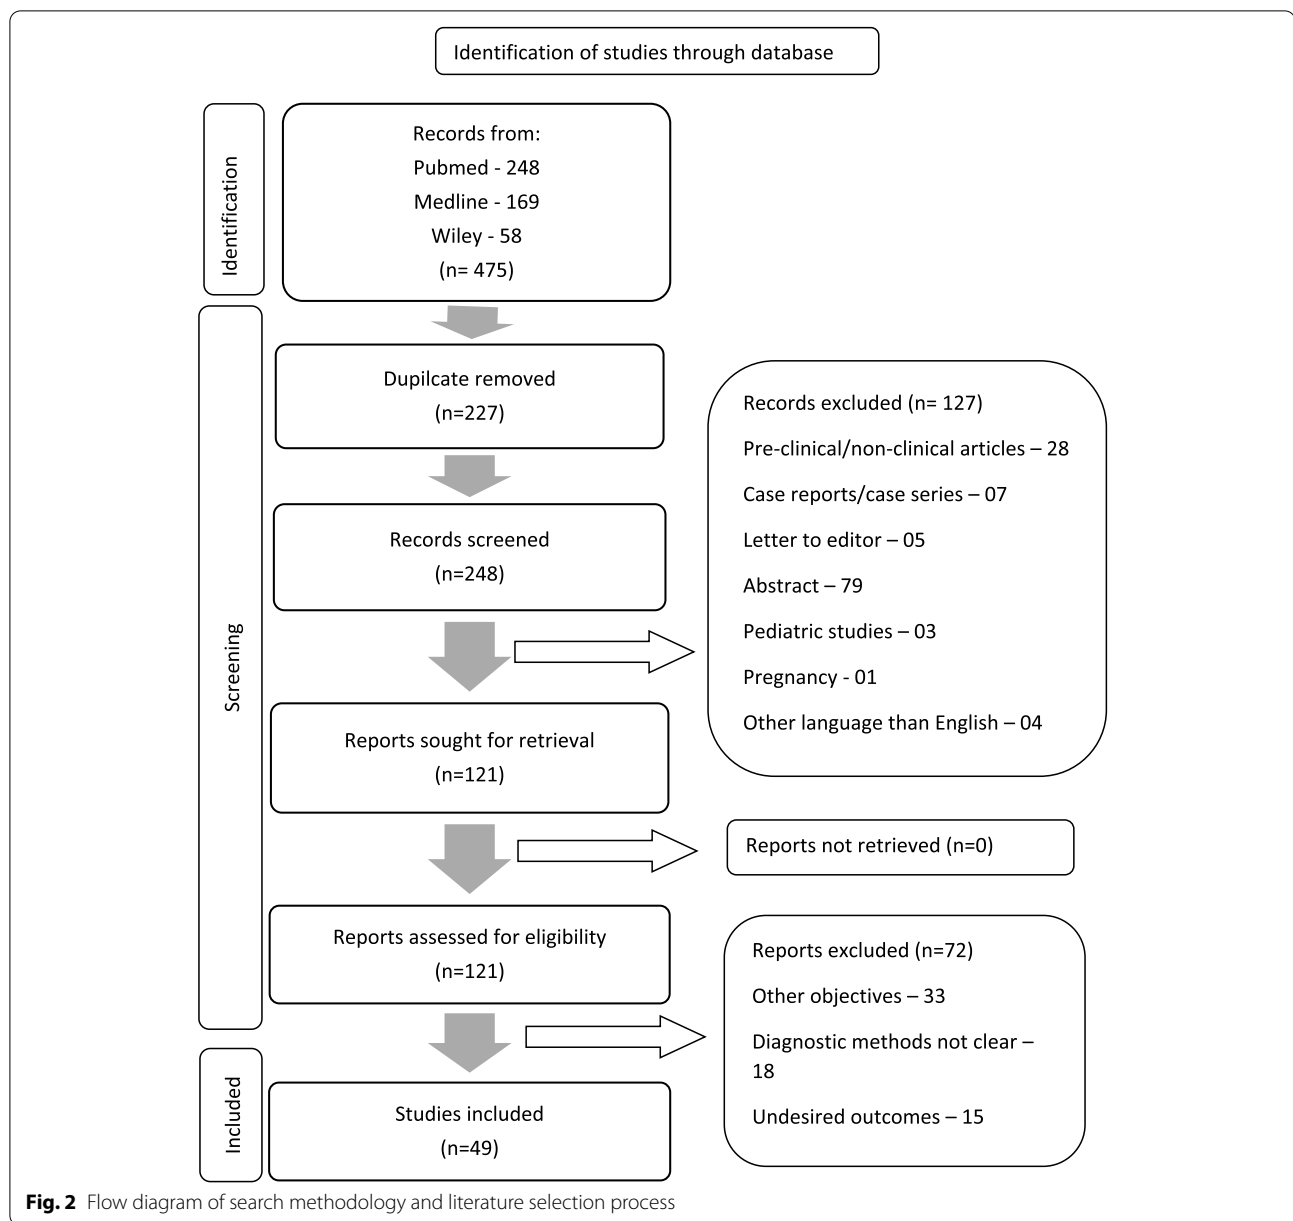 Identification of studies through database
Identification
Records from:
Pubmed - 248
Medline - 169
Wiley - 58
(n= 475)
Screening
Dupilcate removed
(n=227)
Records screened
(n=248)
Records excluded (n= 127)
Pre-clinical/non-clinical articles – 28
Case reports/case series – 07
Letter to editor – 05
Abstract – 79
Pediatric studies – 03
Pregnancy - 01
Other language than English – 04
Reports sought for retrieval
(n=121)
Reports not retrieved (n=0)
Reports assessed for eligibility
(n=121)
Reports excluded (n=72)
Other objectives – 33
Diagnostic methods not clear –
18
Undesired outcomes – 15
Included
Studies included
(n=49)
Fig. 2 Flow diagram of search methodology and literature selection process